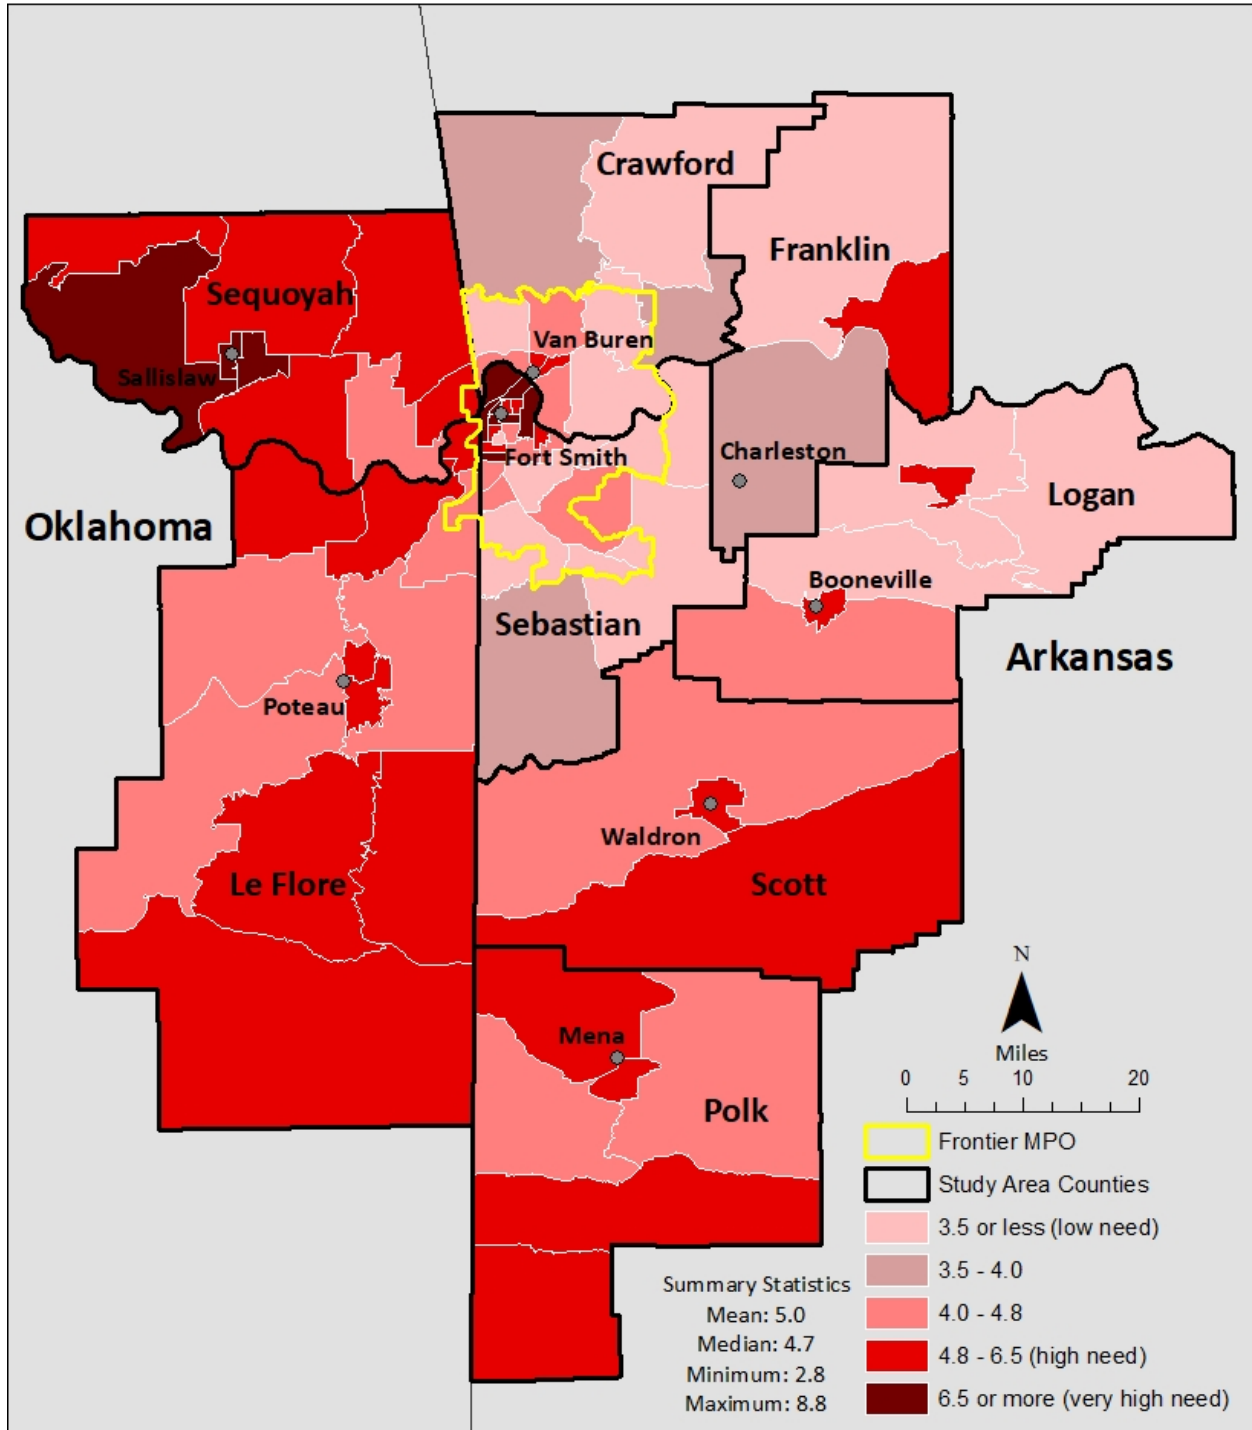 Crawford
Franklin
Sequoyah
Van Buren
Sallislaw
Charleston
Fort Smith
Logan
Oklahoma
Booneville
Sebastian
Arkansas
Poteau
Waldron
Le Flore
Scott
N
Mena
Miles
0 5 10 20
Polk
Frontier MPO
Study Area Counties
3.5 or less (low need)
3.5 - 4.0
4.0 - 4.8
4.8 - 6.5 (high need)
6.5 or more (very high need)
Summary Statistics
Mean: 5.0
Median: 4.7
Minimum: 2.8
Maximum: 8.8